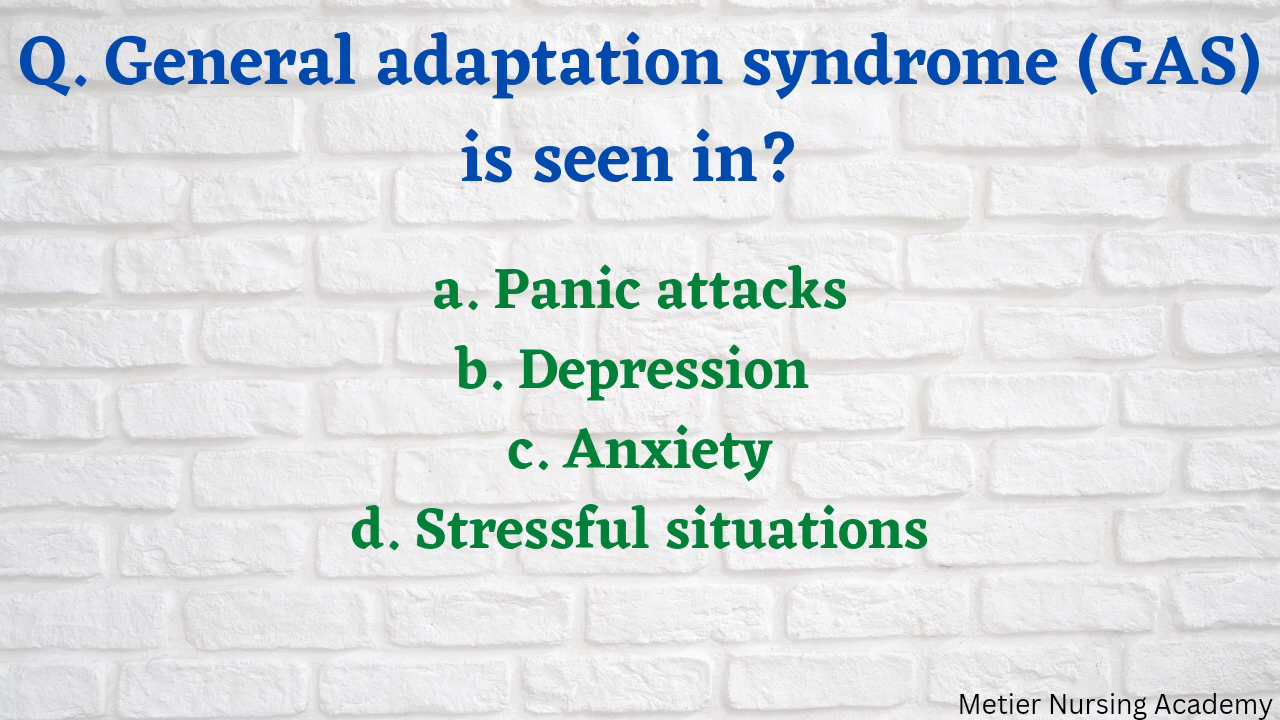 Q. General adaptation syndrome (GAS)
is seen in?
a. Panic attacks
b. Depression
c. Anxiety
d. Stressful situations
Metier Nursing Academy